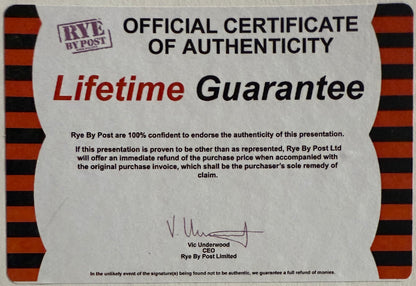 RYE
BY POST
OFFICIAL CERTIFICATE
OF AUTHENTICITY
Lifetime Guarantee
Rye By Post are 100% confident to endorse the authenticity of this presentation.
If this presentation is proven to be other than as represented, Rye By Post Ltd
will offer an immediate refund of the purchase price when accompanied with
the original purchase invoice, which shall be the purchaser's sole remedy of
claim.
Vic Underwood
CEO
Rye By Post Limited
In the unlikely event of the signature(s) being found not to be authentic, we guarantee a full refund of monies.